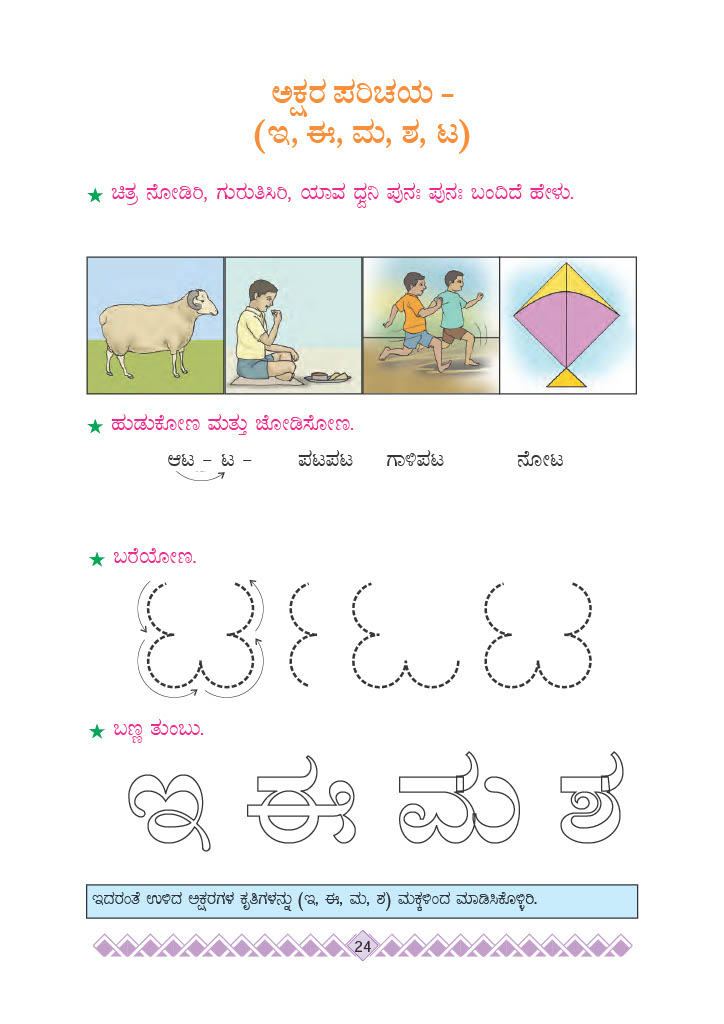 ಅಕ್ಷರ ಪರಿಚಯ –
(ಇ, ಈ, ಮ, ಶ, ಟ)
★ ಚಿತ್ರ ನೋಡಿರಿ, ಗುರುತಿಸಿರಿ, ಯಾವ ಧ್ವನಿ ಪುನಃ ಪುನಃ ಬಂದಿದೆ ಹೇಳು.
★ ಹುಡುಕೋಣ ಮತ್ತು ಜೋಡಿಸೋಣ.
ಆಟ – ಟ – ಪಟಪಟ ಗಾಳಿಪಟ ನೋಟ
★ ಬರೆಯೋಣ.
ಟ ಟ
★ ಬಣ್ಣ ತುಂಬು.
ಇ ಈ ಮ ಶ
ಇದರಂತೆ ಉಳಿದ ಅಕ್ಷರಗಳ ಕೃತಿಗಳನ್ನು (ಇ, ಈ, ಮ, ಶ) ಮಕ್ಕಳಿಂದ ಮಾಡಿಸಿಕೊಳ್ಳಿರಿ.
24